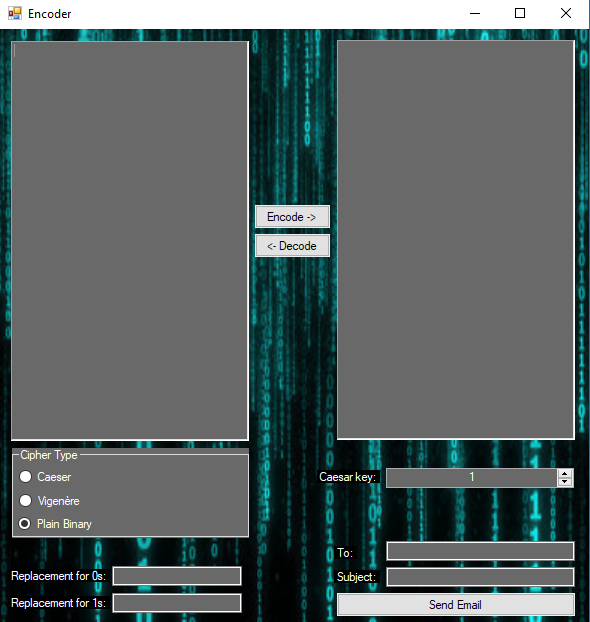 Encoder
Encode ->
<- Decode
Cipher Type
Caeser
Vigenère
Plain Binary
Caesar key: 1
Replacement for 0s:
Replacement for 1s:
To:
Subject:
Send Email